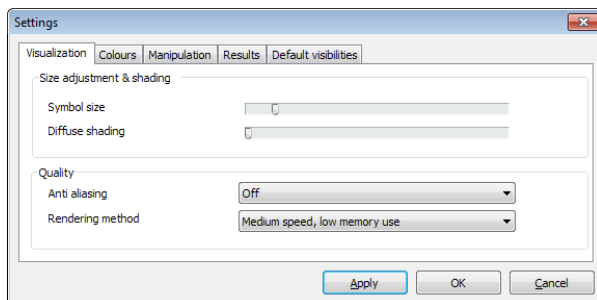 Settings
Visualization Colours Manipulation Results Default visibilities
Size adjustment & shading
Symbol size
Diffuse shading
Quality
Anti aliasing Off
Rendering method Medium speed, low memory use
Apply OK Cancel